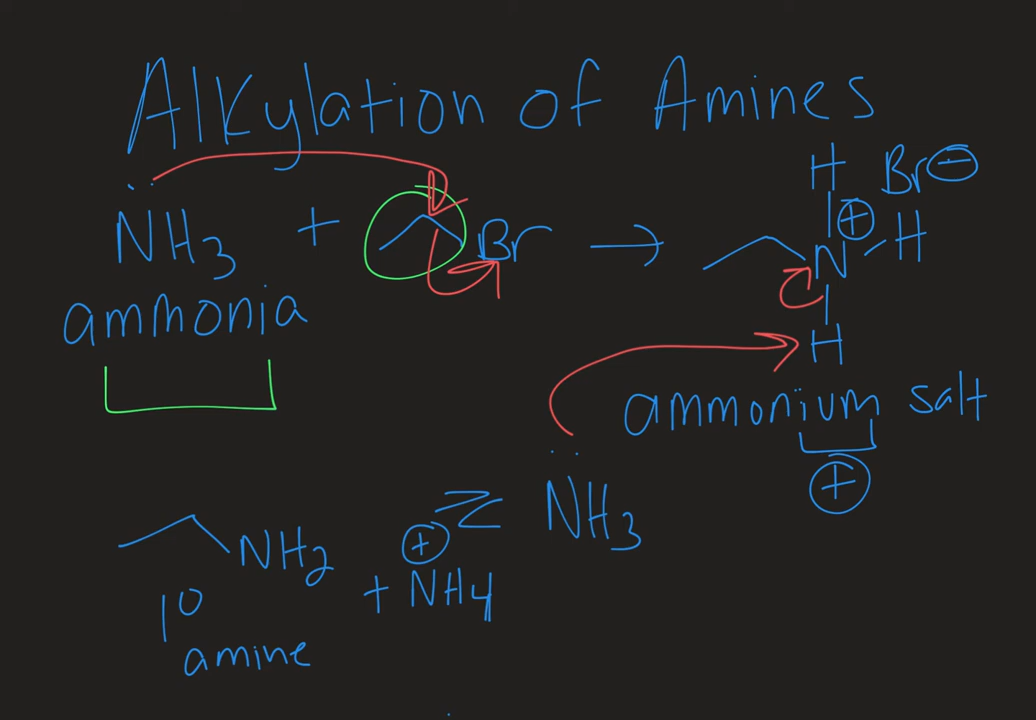 Alkylation of Amines
H Br ⊖
NH3 + Br → N ⊕ H
H
ammonia
ammonium salt
⊕
NH3
NH2 + ⊕NH4
1° amine